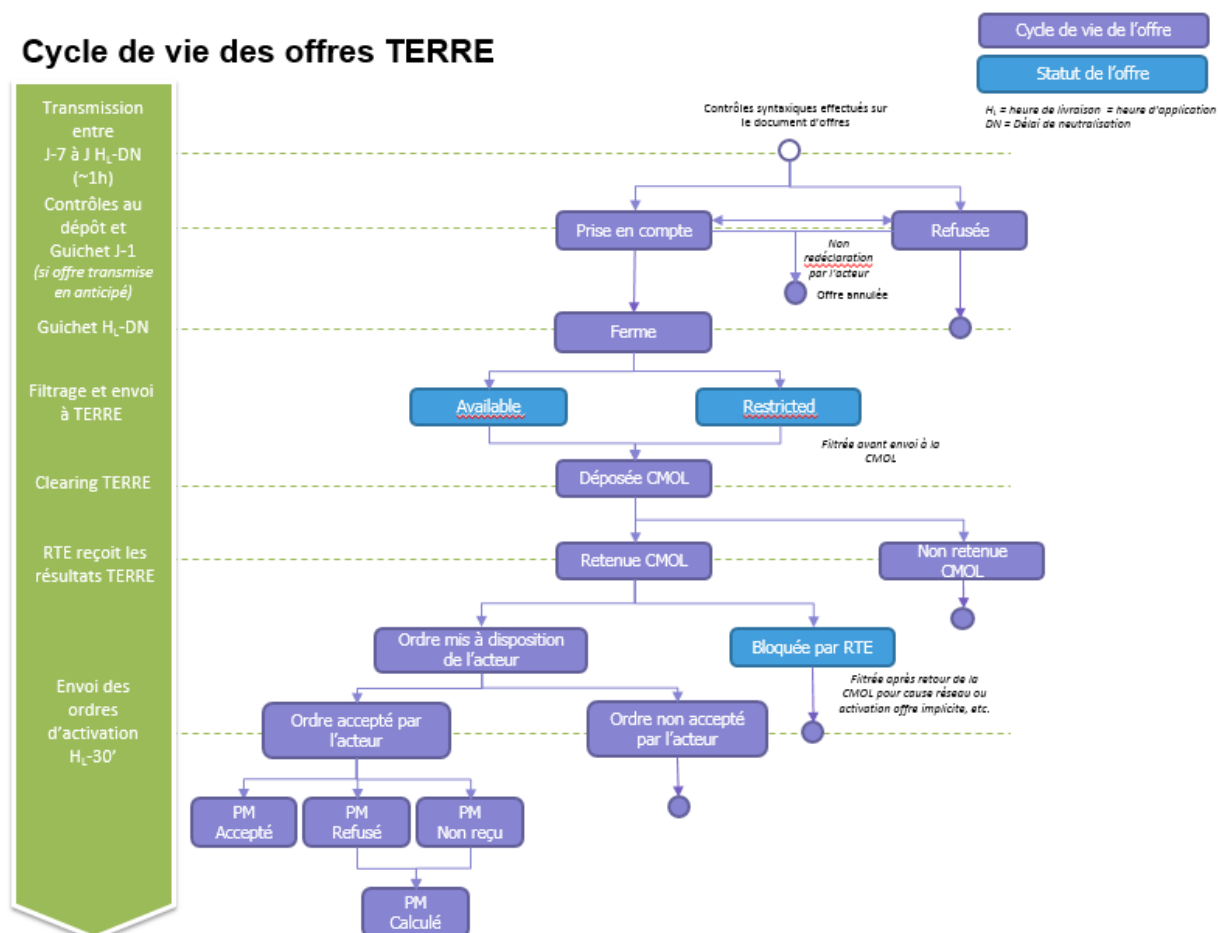 Cycle de vie des offres TERRE
Cycle de vie de l'offre
Statut de l'offre
H_L = heure de livraison = heure d'application
DN = Délai de neutralisation
Transmission
entre
J-7 à J H_L-DN
(~1h)
Contrôles syntaxiques effectués sur
le document d'offres
Contrôles au
dépôt et
Guichet J-1
(si offre transmise
en anticipé)
Prise en compte
Refusée
Non
redéclaration
par l'acteur
Offre annulée
Guichet H_L-DN
Ferme
Filtrage et envoi
à TERRE
Available
Restricted
Filtrée avant envoi à la
CMOL
Clearing TERRE
Déposée CMOL
RTE reçoit les
résultats TERRE
Retenue CMOL
Non retenue
CMOL
Ordre mis à disposition
de l'acteur
Bloquée par RTE
Filtrée après retour de la
CMOL pour cause réseau ou
activation offre implicite, etc.
Envoi des
ordres
d'activation
H_L-30'
Ordre accepté par
l'acteur
Ordre non accepté
par l'acteur
PM
Accepté
PM
Refusé
PM
Non reçu
PM
Calculé